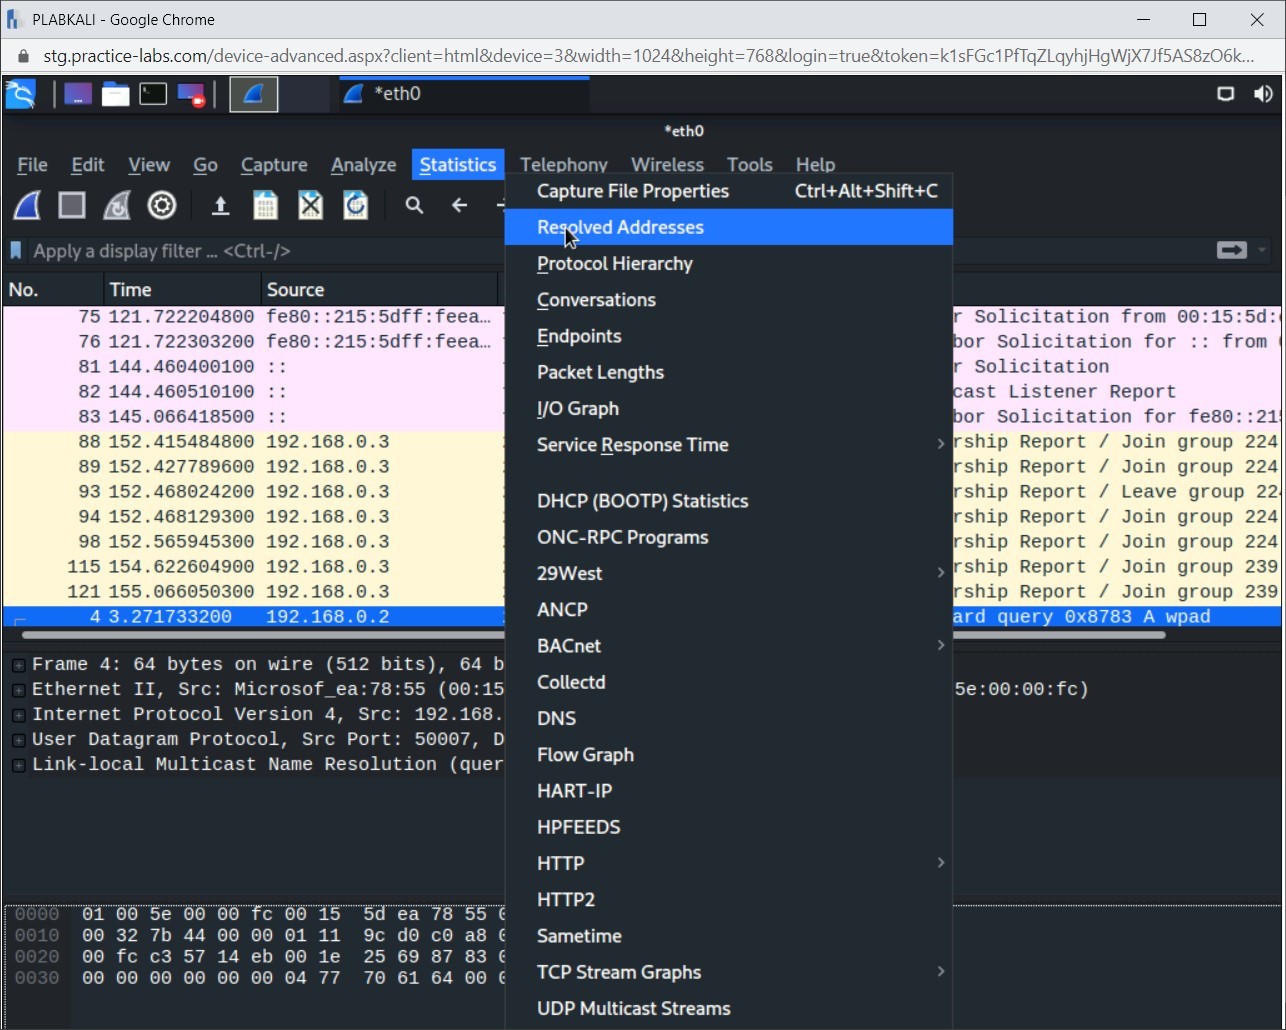 PLABKALI - Google Chrome
stg.practice-labs.com/device-advanced.aspx?client=html&device=3&width=1024&height=768&login=true&token=k1sFGc1PfTqZLqyhjHgWjX7Jf5AS8zO6k...
*eth0
*eth0
File Edit View Go Capture Analyze Statistics Telephony Wireless Tools Help
Capture File Properties Ctrl+Alt+Shift+C
Resolved Addresses
Protocol Hierarchy
Conversations
Endpoints
Packet Lengths
I/O Graph
Service Response Time
DHCP (BOOTP) Statistics
ONC-RPC Programs
29West
ANCP
BACnet
Collectd
DNS
Flow Graph
HART-IP
HPFEEDS
HTTP
HTTP2
Sametime
TCP Stream Graphs
UDP Multicast Streams
Apply a display filter ... <Ctrl-/>
No. Time Source
75 121.722204800 fe80::215:5dff:feea… r Solicitation from 00:15:5d:
76 121.722303200 fe80::215:5dff:feea… bor Solicitation for :: from
81 144.460400100 :: r Solicitation
82 144.460510100 :: cast Listener Report
83 145.066418500 :: bor Solicitation for fe80::21
88 152.415484800 192.168.0.3 rship Report / Join group 224
89 152.427789600 192.168.0.3 rship Report / Join group 224
93 152.468024200 192.168.0.3 rship Report / Leave group 22
94 152.468129300 192.168.0.3 rship Report / Join group 224
98 152.565945300 192.168.0.3 rship Report / Join group 224
115 154.622604900 192.168.0.3 rship Report / Join group 239
121 155.066050300 192.168.0.3 rship Report / Join group 239
4 3.271733200 192.168.0.2 ard query 0x8783 A wpad
Frame 4: 64 bytes on wire (512 bits), 64 b
Ethernet II, Src: Microsof_ea:78:55 (00:15 5e:00:00:fc)
Internet Protocol Version 4, Src: 192.168.
User Datagram Protocol, Src Port: 50007, D
Link-local Multicast Name Resolution (quer
0000 01 00 5e 00 00 fc 00 15 5d ea 78 55
0010 00 32 7b 44 00 00 01 11 9c d0 c0 a8
0020 00 fc c3 57 14 eb 00 1e 25 69 87 83
0030 00 00 00 00 00 00 04 77 70 61 64 00